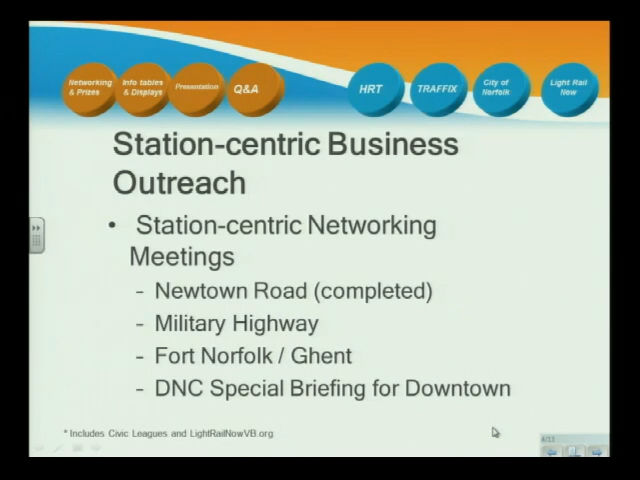 Networking
& Prizes
Info tables
& Displays
Presentation
Q&A
HRT
TRAFFIX
City of
Norfolk
Light Rail
Now
Station-centric Business
Outreach
• Station-centric Networking
Meetings
- Newtown Road (completed)
- Military Highway
- Fort Norfolk / Ghent
- DNC Special Briefing for Downtown
* Includes Civic Leagues and LightRailNowVB.org
4/13